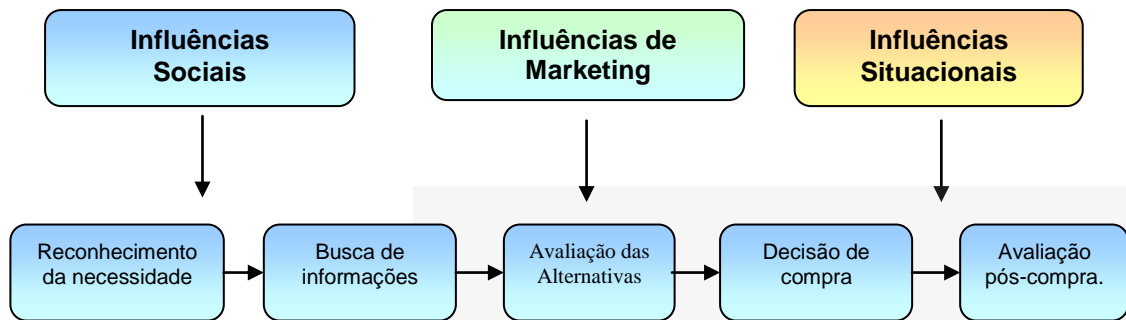 Influências
Sociais
Influências de
Marketing
Influências
Situacionais
Reconhecimento
da necessidade
Busca de
informações
Avaliação das
Alternativas
Decisão de
compra
Avaliação
pós-compra.